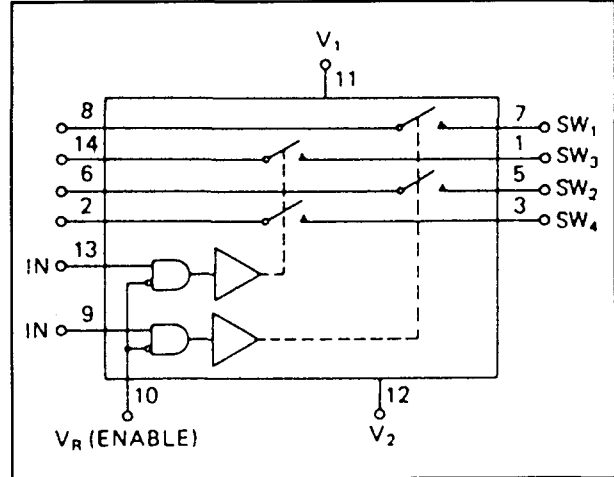 V1
11
8 7 SW1
14 1 SW3
6 5 SW2
2 3 SW4
13
IN
9
IN
10 12
VR (ENABLE) V2